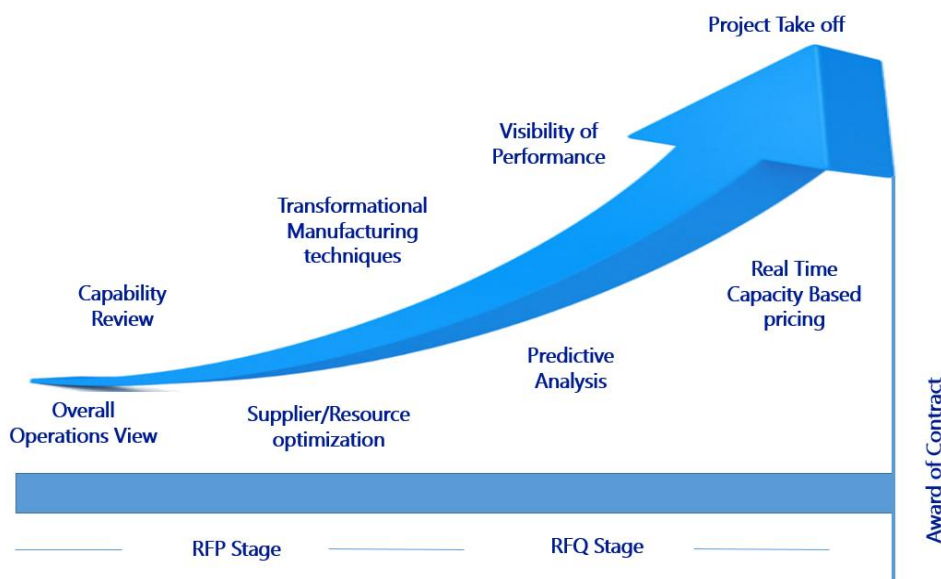 Project Take off
Visibility of
Performance
Transformational
Manufacturing
techniques
Capability
Review
Real Time
Capacity Based
pricing
Predictive
Analysis
Overall
Operations View
Supplier/Resource
optimization
Award of Contract
RFP Stage
RFQ Stage